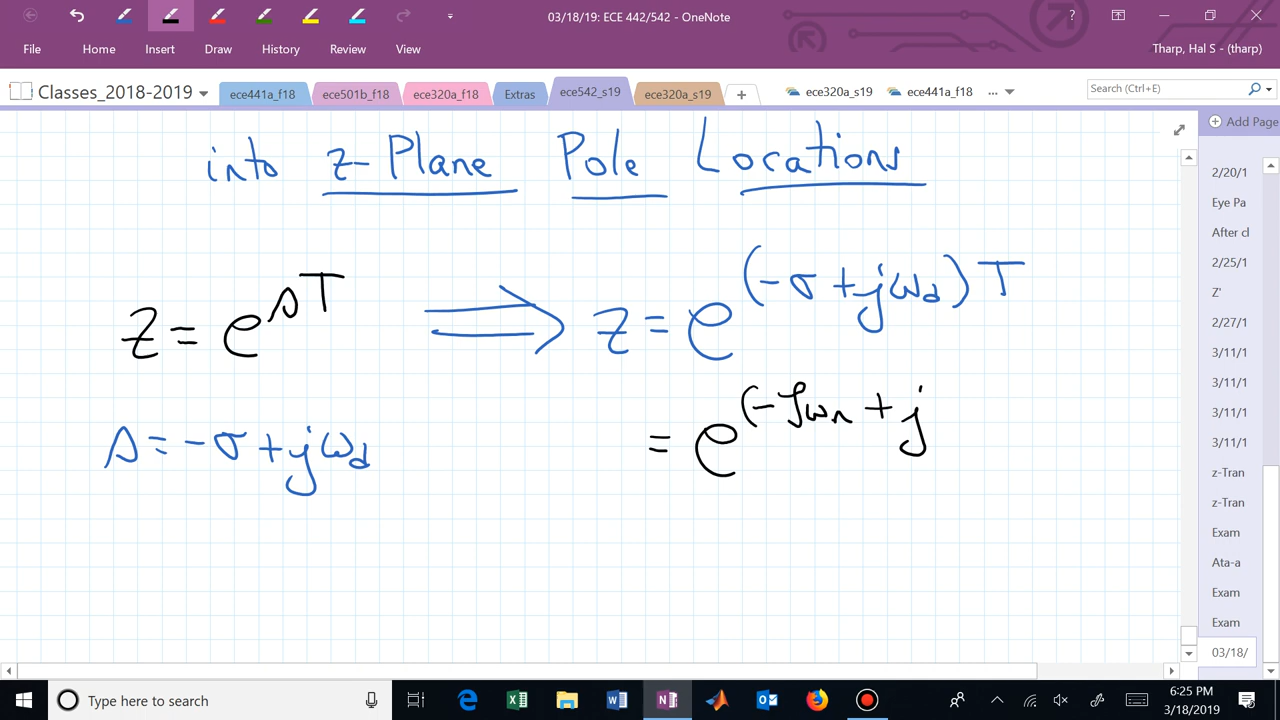 03/18/19: ECE 442/542 - OneNote
File Home Insert Draw History Review View
Tharp, Hal S - (tharp)
Classes_2018-2019 ece441a_f18 ece501b_f18 ece320a_f18 Extras ece542_s19 ece320a_s19 ece320a_s19 ece441a_f18 ... Search (Ctrl+E)
Add Page
into z-Plane Pole Locations
z = e^{sT} ⟹ z = e^{(-σ + jω_d)T}
= e^{(-ζω_n + j
s = -σ + jω_d
2/20/1
Eye Pa
After cl
2/25/1
Z'
2/27/1
3/11/1
3/11/1
3/11/1
3/11/1
z-Tran
z-Tran
Exam
Ata-a
Exam
Exam
03/18/
Type here to search
6:25 PM
3/18/2019